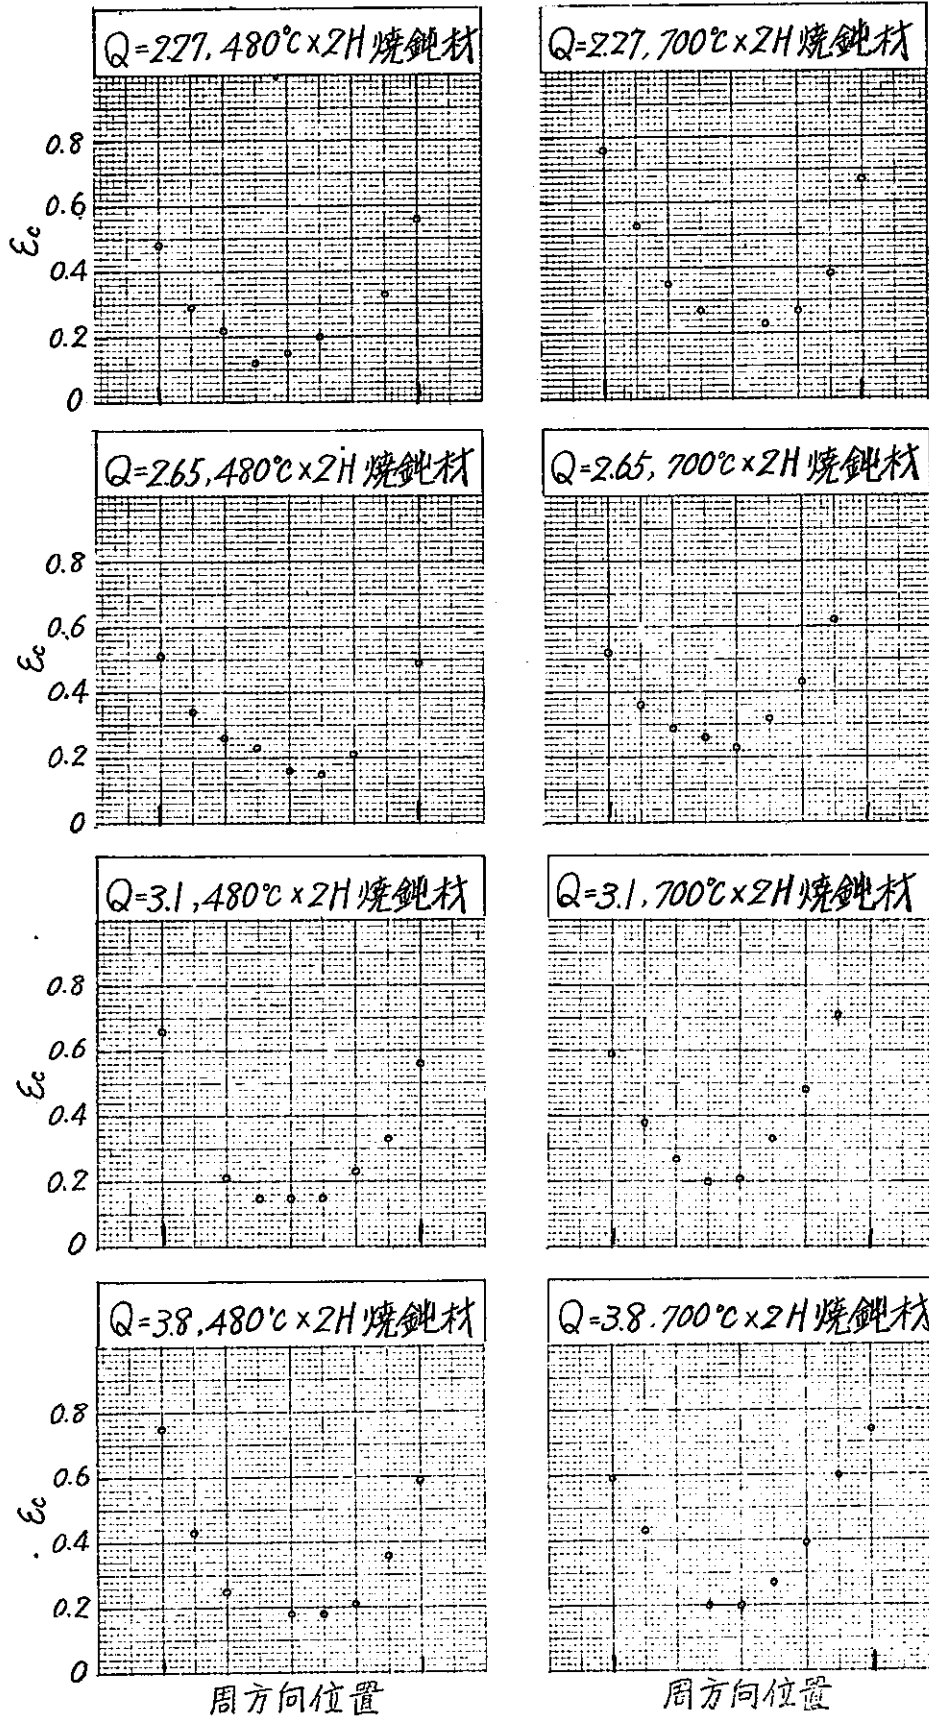 Q=2.27, 480℃×2H 焼鈍材
Q=2.27, 700℃×2H 焼鈍材
0.8
0.6
εc
0.4
0.2
0
Q=2.65, 480℃×2H 焼鈍材
Q=2.65, 700℃×2H 焼鈍材
0.8
0.6
εc
0.4
0.2
0
Q=3.1, 480℃×2H 焼鈍材
Q=3.1, 700℃×2H 焼鈍材
0.8
0.6
εc
0.4
0.2
0
Q=3.8, 480℃×2H 焼鈍材
Q=3.8, 700℃×2H 焼鈍材
0.8
0.6
εc
0.4
0.2
0
周方向位置
周方向位置